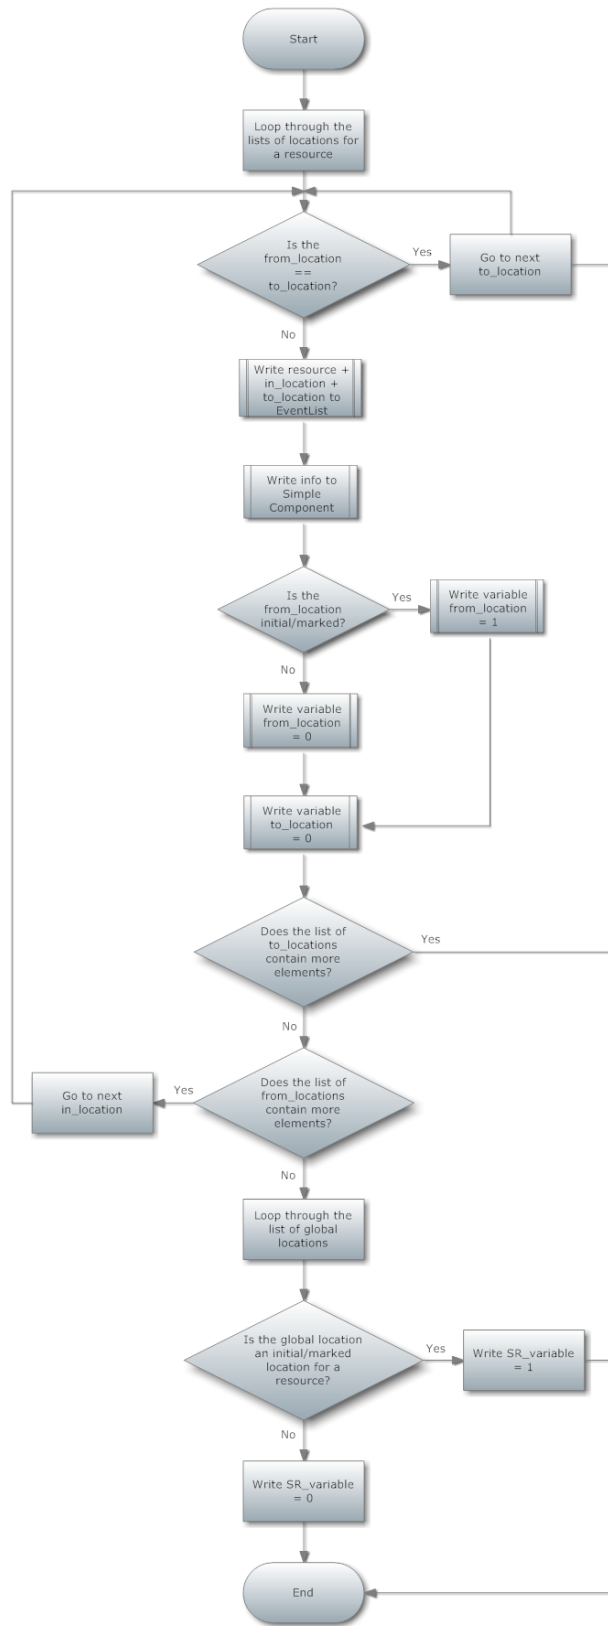 Start
Loop through the
lists of locations for
a resource
Is the
from_location
==
to_location?
Yes
Go to next
to_location
No
Write resource +
in_location +
to_location to
EventList
Write info to
Simple
Component
Is the
from_location
initial/marked?
Yes
Write variable
from_location
= 1
No
Write variable
from_location
= 0
Write variable
to_location
= 0
Does the list of
to_locations
contain more
elements?
Yes
No
Does the list of
from_locations
contain more
elements?
Yes
Go to next
in_location
No
Loop through the
list of global
locations
Is the global location
an initial/marked
location for a
resource?
Yes
Write SR_variable
= 1
No
Write SR_variable
= 0
End